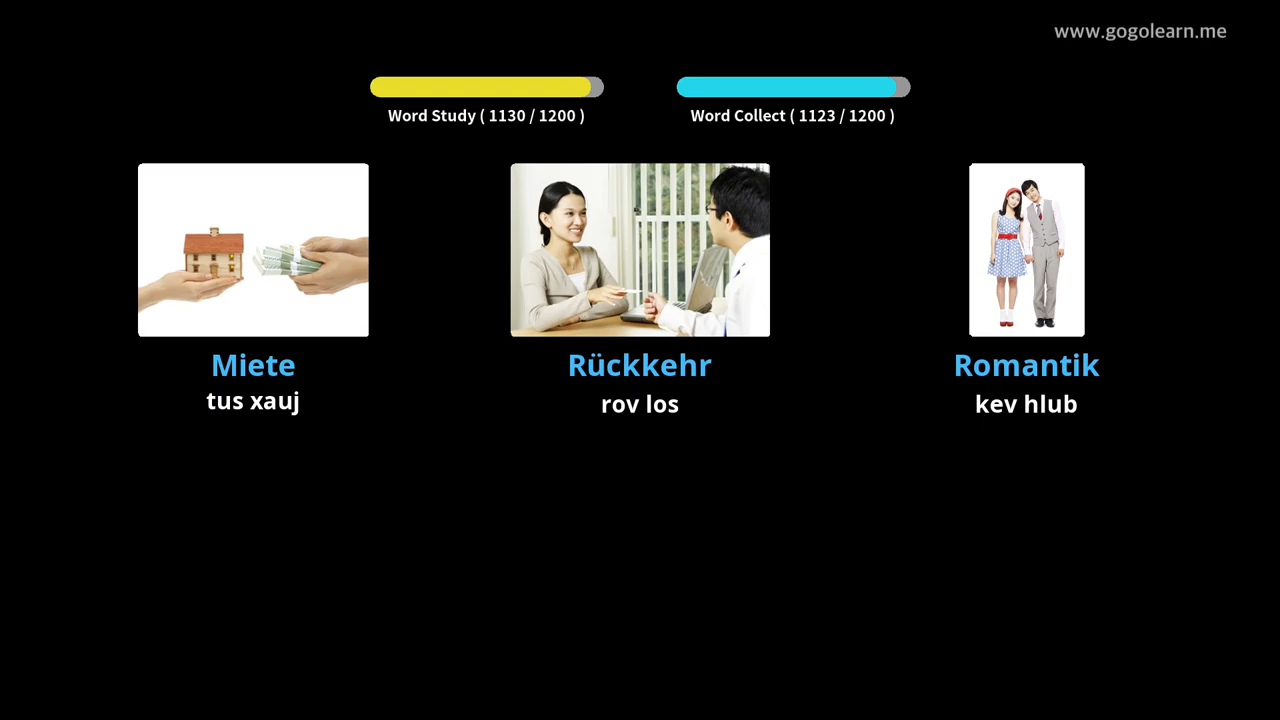 www.gogolearn.me
Word Study ( 1130 / 1200 )
Word Collect ( 1123 / 1200 )
Miete
Rückkehr
Romantik
tus xauj
rov los
kev hlub